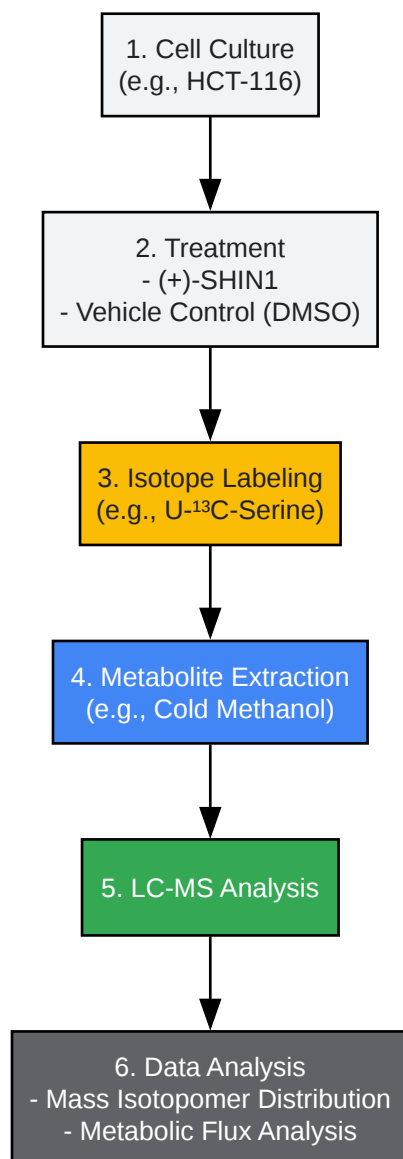 1. Cell Culture
(e.g., HCT-116)
2. Treatment
- (+)-SHIN1
- Vehicle Control (DMSO)
3. Isotope Labeling
(e.g., U-¹³C-Serine)
4. Metabolite Extraction
(e.g., Cold Methanol)
5. LC-MS Analysis
6. Data Analysis
- Mass Isotopomer Distribution
- Metabolic Flux Analysis